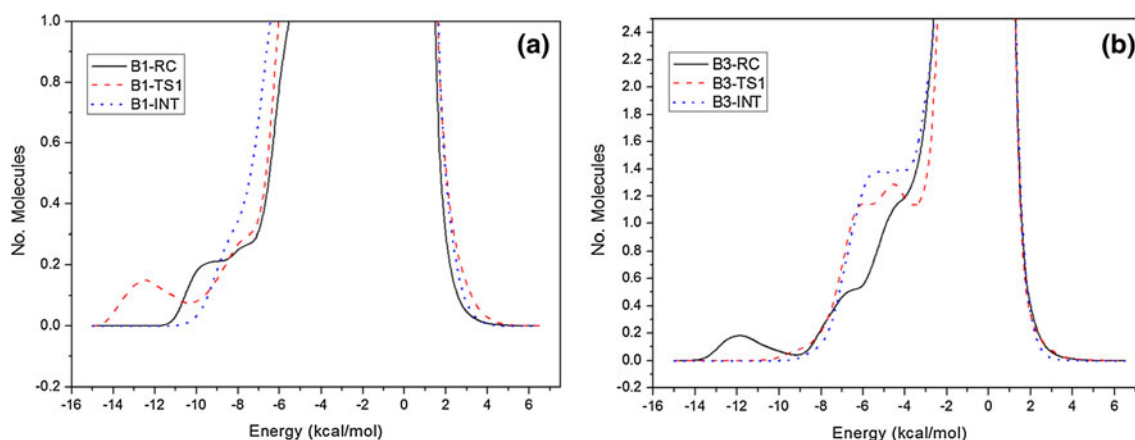 (a)
B1-RC
B1-TS1
B1-INT
1.0
0.8
0.6
0.4
0.2
0.0
-0.2
No. Molecules
-16 -14 -12 -10 -8 -6 -4 -2 0 2 4 6
Energy (kcal/mol)
(b)
B3-RC
B3-TS1
B3-INT
2.4
2.2
2.0
1.8
1.6
1.4
1.2
1.0
0.8
0.6
0.4
0.2
0.0
-0.2
No. Molecules
-16 -14 -12 -10 -8 -6 -4 -2 0 2 4 6
Energy (kcal/mol)